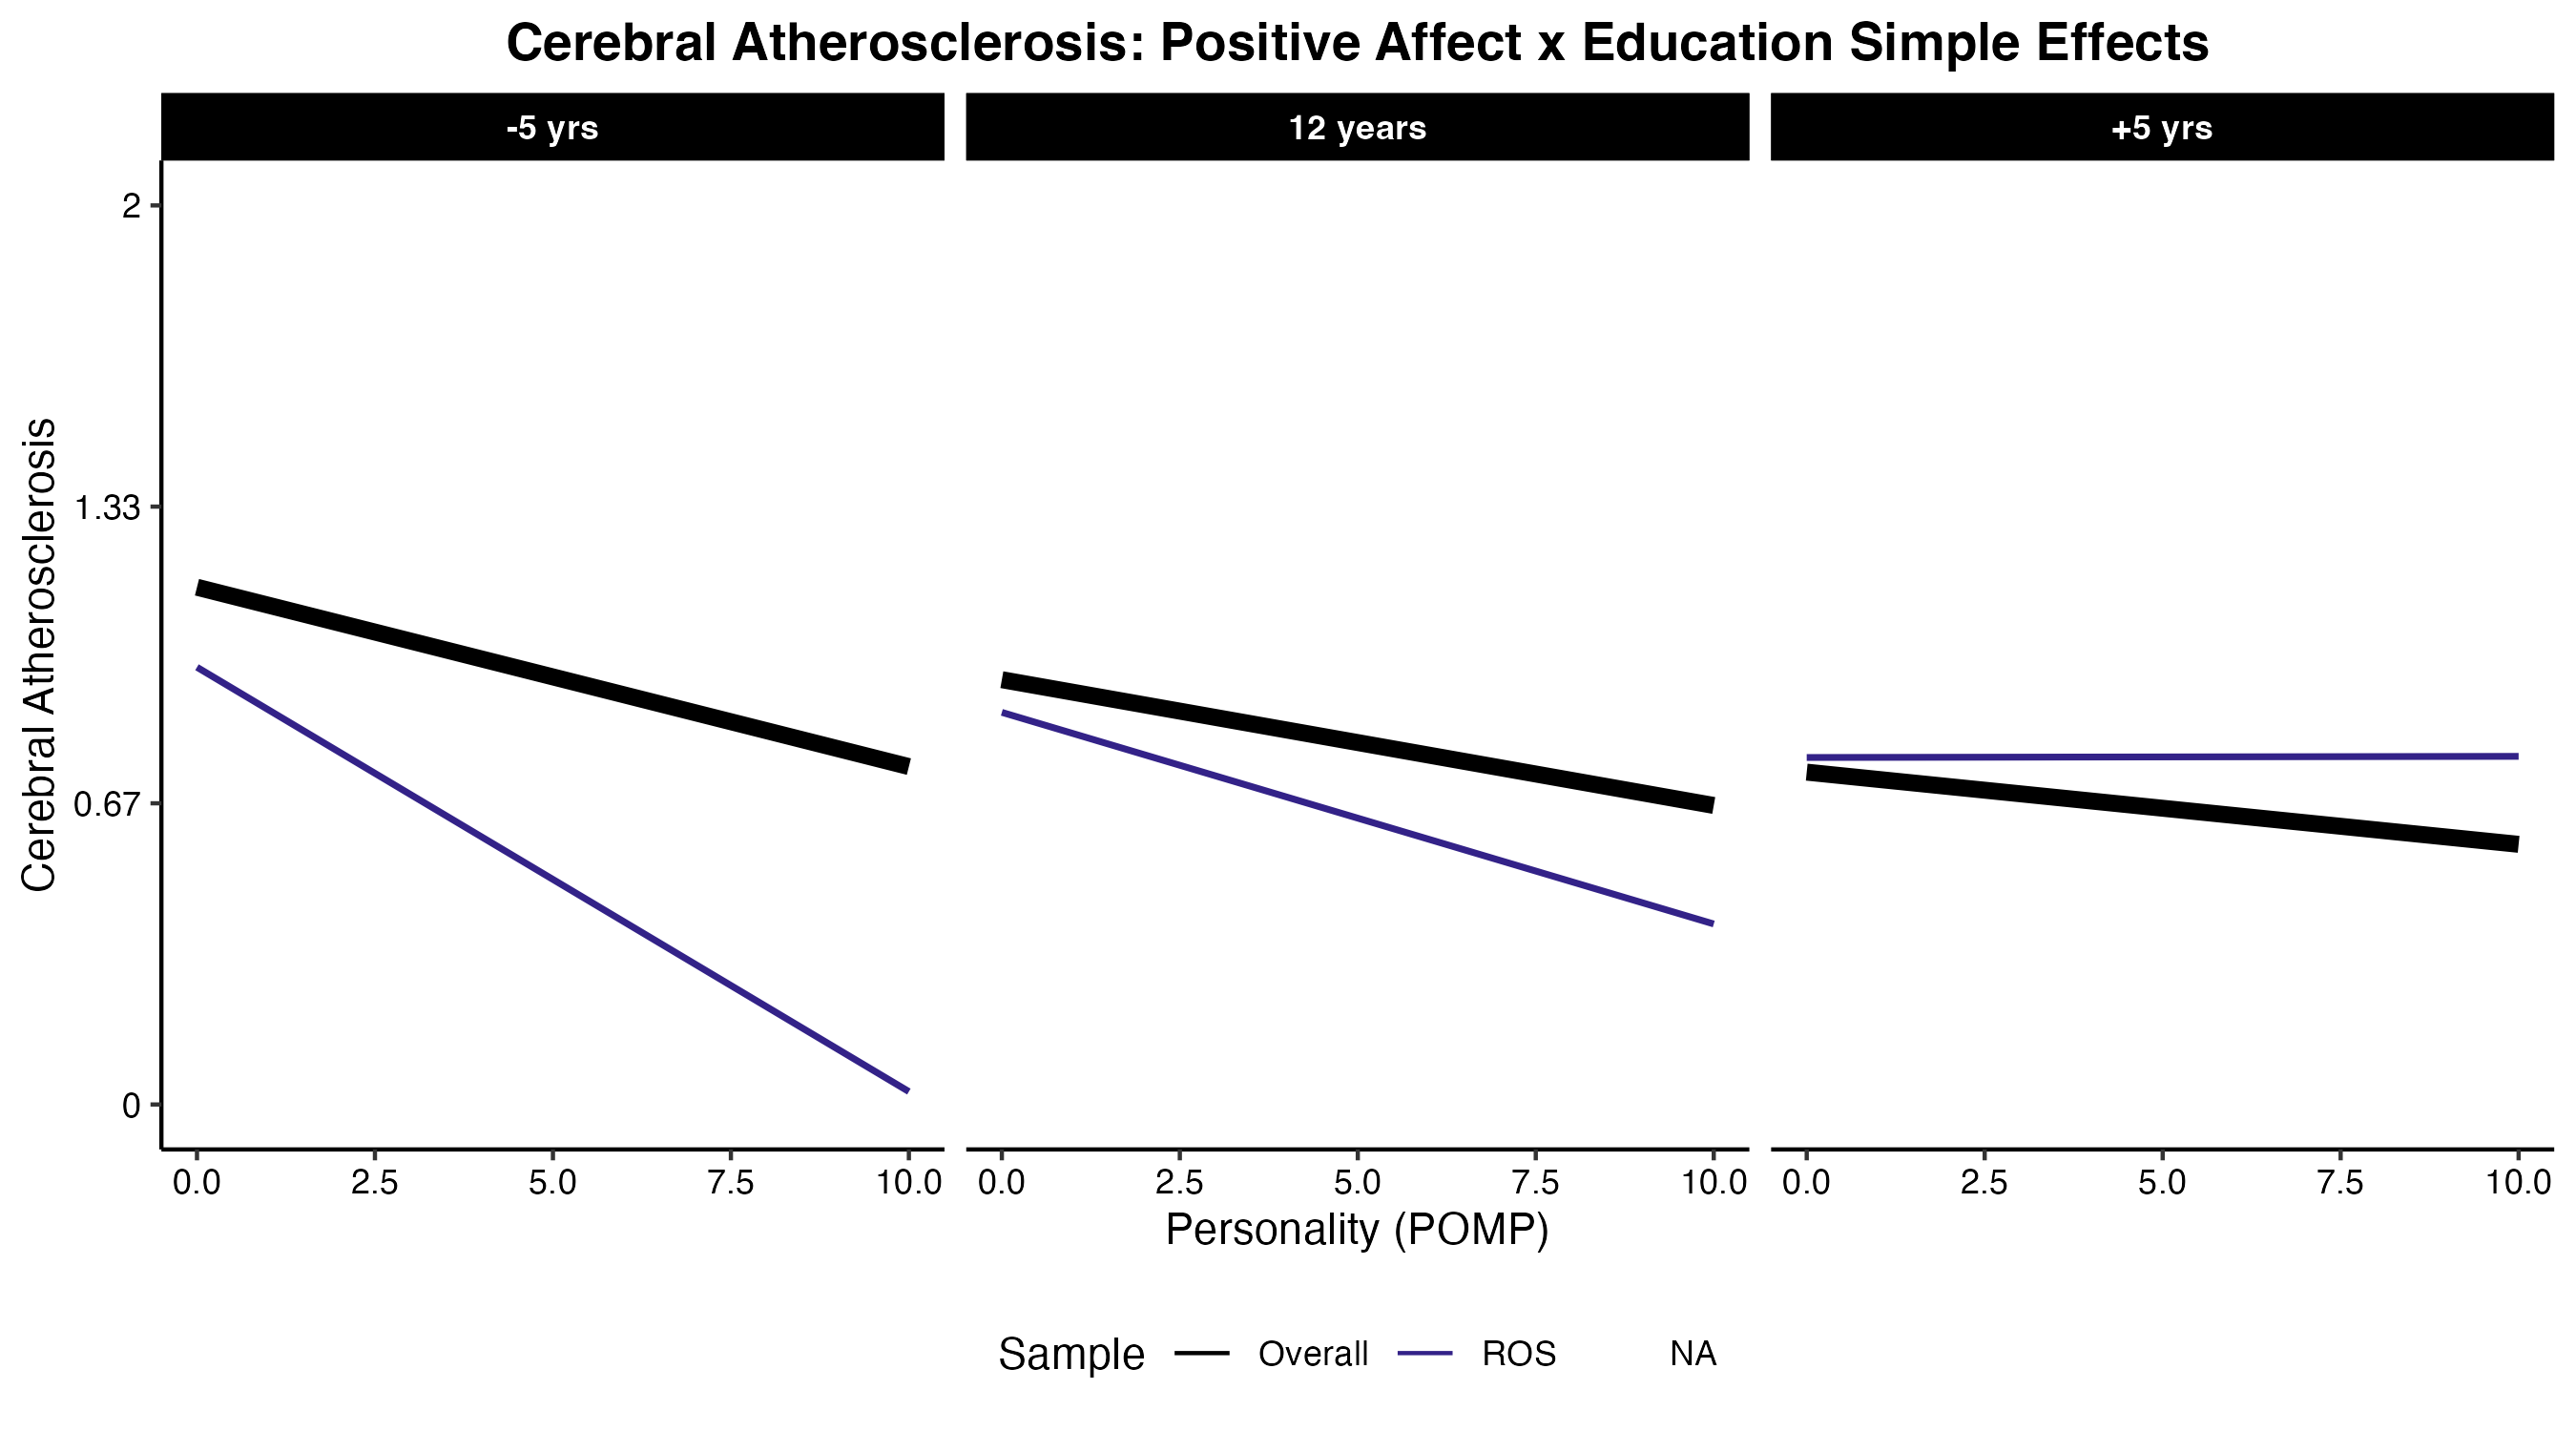 Cerebral Atherosclerosis: Positive Affect x Education Simple Effects
-5 yrs
12 years
+5 yrs
Cerebral Atherosclerosis
2
1.33
0.67
0
0.0 2.5 5.0 7.5 10.0
0.0 2.5 5.0 7.5 10.0
0.0 2.5 5.0 7.5 10.0
Personality (POMP)
Sample Overall ROS NA